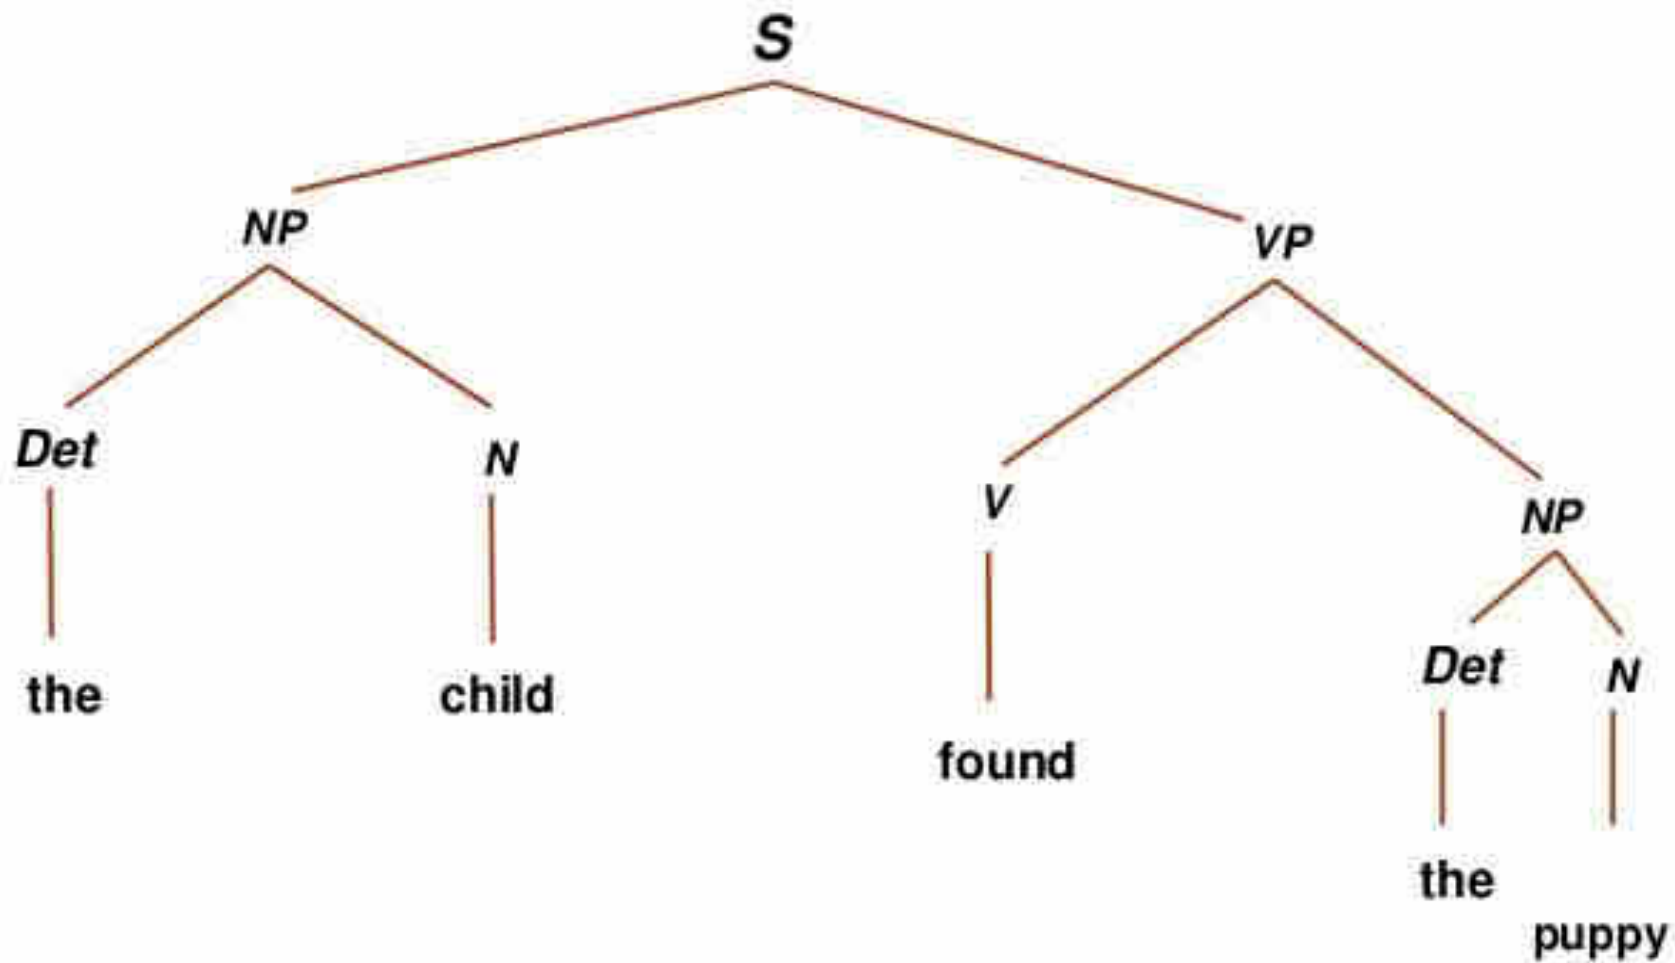 S
NP
VP
Det
N
V
NP
Det
N
the
child
found
the
puppy